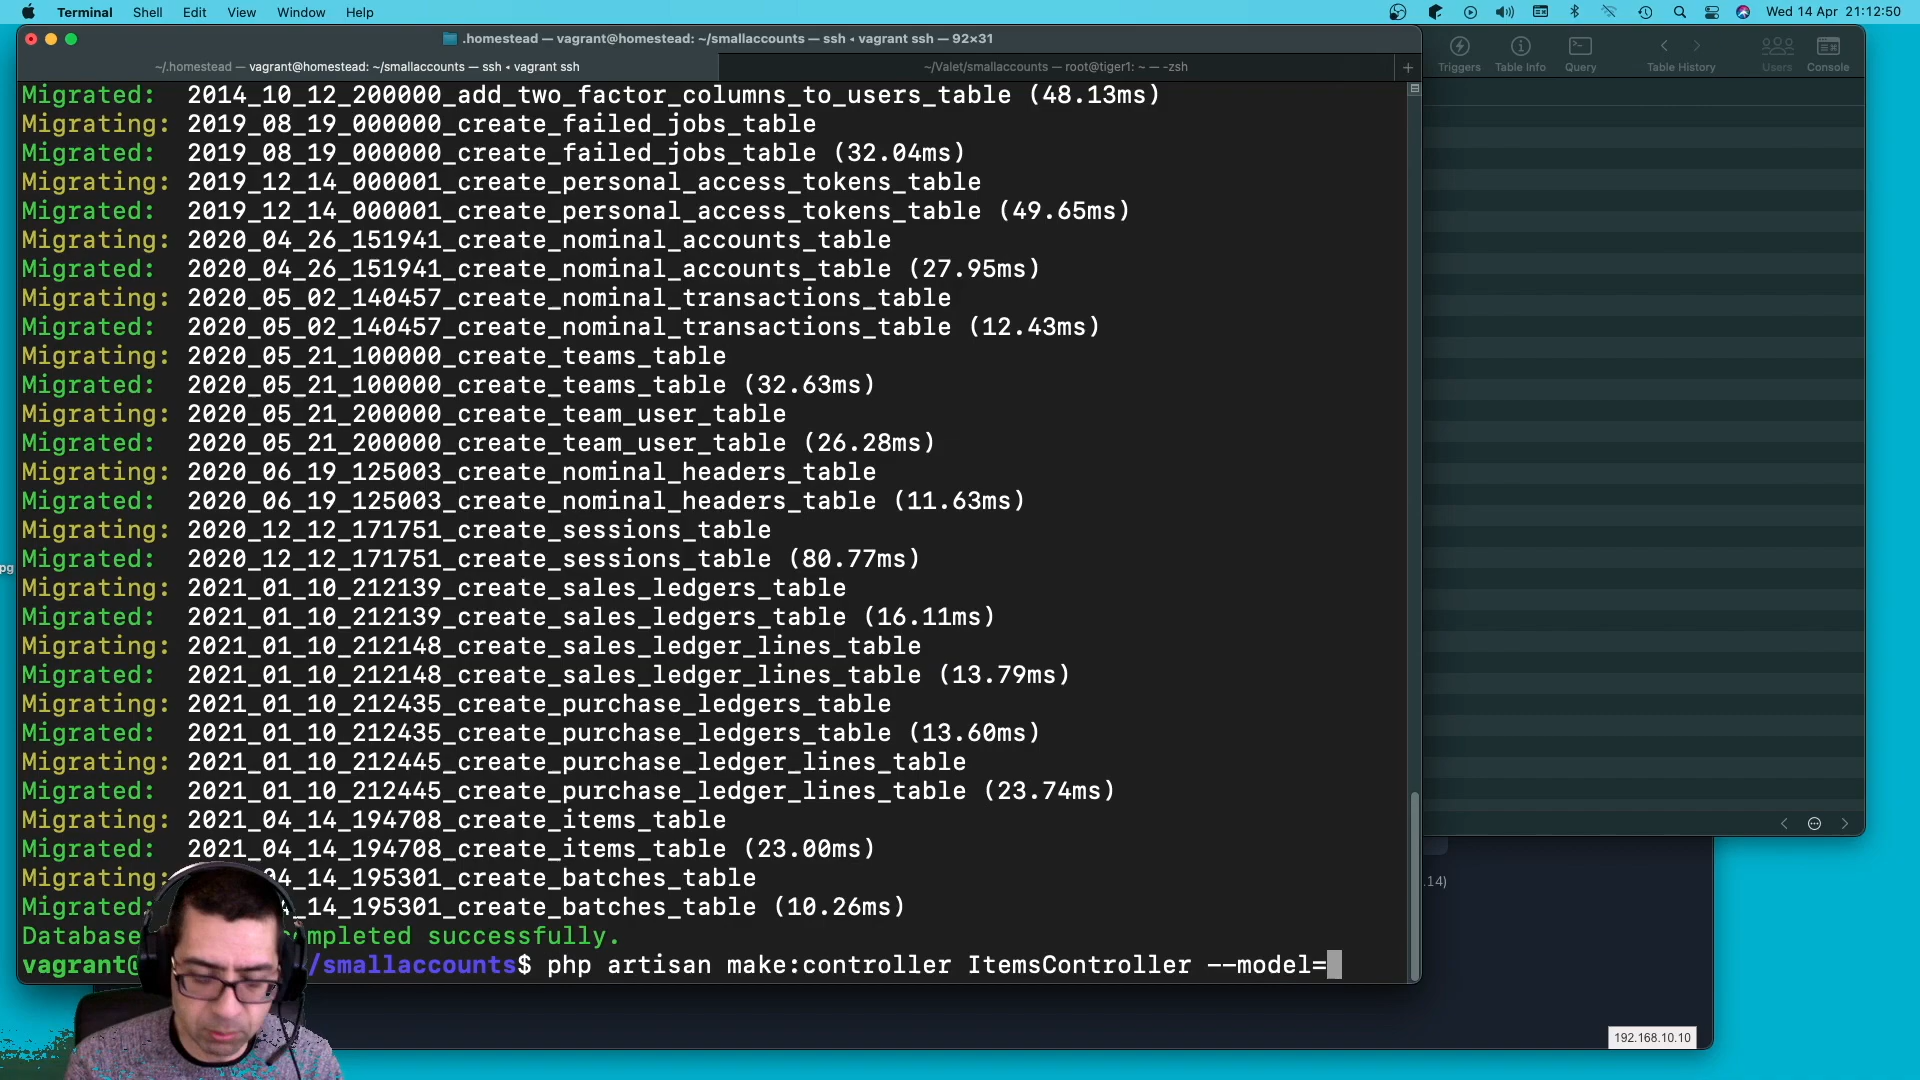 Terminal Shell Edit View Window Help Wed 14 Apr 21:12:50
.homestead — vagrant@homestead: ~/smallaccounts — ssh ◂ vagrant ssh — 92×31
~/.homestead — vagrant@homestead: ~/smallaccounts — ssh ◂ vagrant ssh
~/Valet/smallaccounts — root@tiger1: ~ — -zsh
+
Triggers Table Info Query Table History Users Console
Migrated: 2014_10_12_200000_add_two_factor_columns_to_users_table (48.13ms)
Migrating: 2019_08_19_000000_create_failed_jobs_table
Migrated: 2019_08_19_000000_create_failed_jobs_table (32.04ms)
Migrating: 2019_12_14_000001_create_personal_access_tokens_table
Migrated: 2019_12_14_000001_create_personal_access_tokens_table (49.65ms)
Migrating: 2020_04_26_151941_create_nominal_accounts_table
Migrated: 2020_04_26_151941_create_nominal_accounts_table (27.95ms)
Migrating: 2020_05_02_140457_create_nominal_transactions_table
Migrated: 2020_05_02_140457_create_nominal_transactions_table (12.43ms)
Migrating: 2020_05_21_100000_create_teams_table
Migrated: 2020_05_21_100000_create_teams_table (32.63ms)
Migrating: 2020_05_21_200000_create_team_user_table
Migrated: 2020_05_21_200000_create_team_user_table (26.28ms)
Migrating: 2020_06_19_125003_create_nominal_headers_table
Migrated: 2020_06_19_125003_create_nominal_headers_table (11.63ms)
Migrating: 2020_12_12_171751_create_sessions_table
Migrated: 2020_12_12_171751_create_sessions_table (80.77ms)
pg
Migrating: 2021_01_10_212139_create_sales_ledgers_table
Migrated: 2021_01_10_212139_create_sales_ledgers_table (16.11ms)
Migrating: 2021_01_10_212148_create_sales_ledger_lines_table
Migrated: 2021_01_10_212148_create_sales_ledger_lines_table (13.79ms)
Migrating: 2021_01_10_212435_create_purchase_ledgers_table
Migrated: 2021_01_10_212435_create_purchase_ledgers_table (13.60ms)
Migrating: 2021_01_10_212445_create_purchase_ledger_lines_table
Migrated: 2021_01_10_212445_create_purchase_ledger_lines_table (23.74ms)
Migrating: 2021_04_14_194708_create_items_table
Migrated: 2021_04_14_194708_create_items_table (23.00ms)
Migrating: 4_14_195301_create_batches_table
Migrated: 14_195301_create_batches_table (10.26ms)
Database mpleted successfully.
vagrant@ /smallaccounts$ php artisan make:controller ItemsController --model=
.14)
192.168.10.10